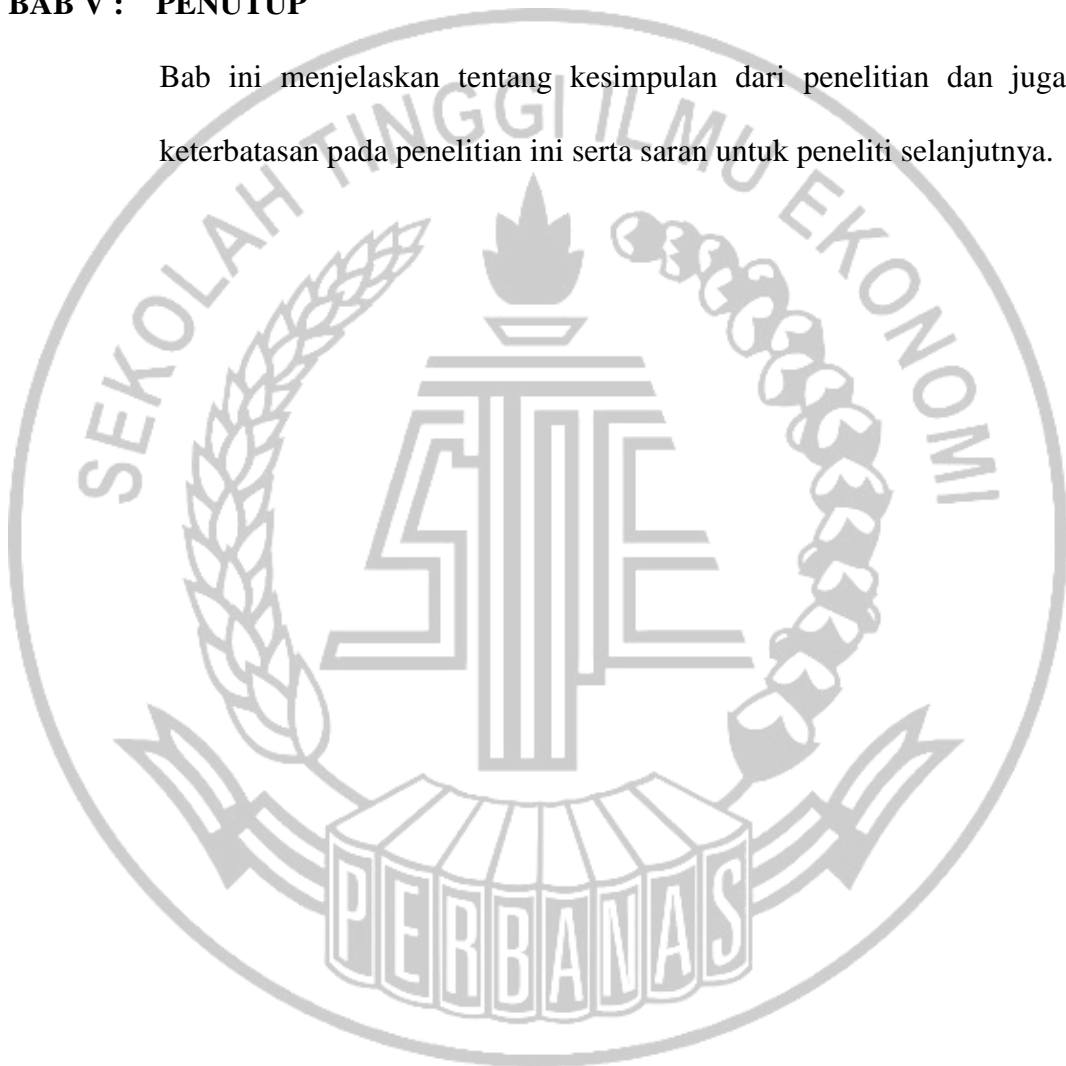 BAB V : PENUTUP
Bab ini menjelaskan tentang kesimpulan dari penelitian dan juga
keterbatasan pada penelitian ini serta saran untuk peneliti selanjutnya.
SEKOLAH TINGGI ILMU EKONOMI
STIE
PERBANAS